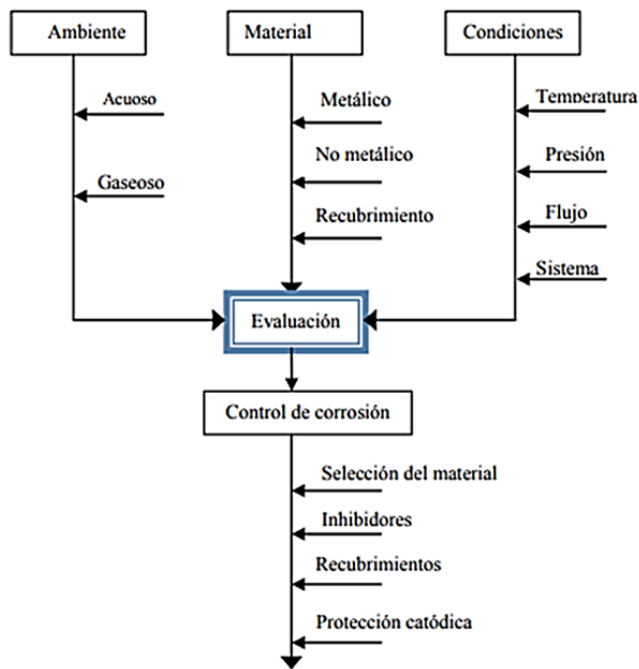 Ambiente
Material
Condiciones
Acuoso
Gaseoso
Metálico
No metálico
Recubrimiento
Temperatura
Presión
Flujo
Sistema
Evaluación
Control de corrosión
Selección del material
Inhibidores
Recubrimientos
Protección catódica